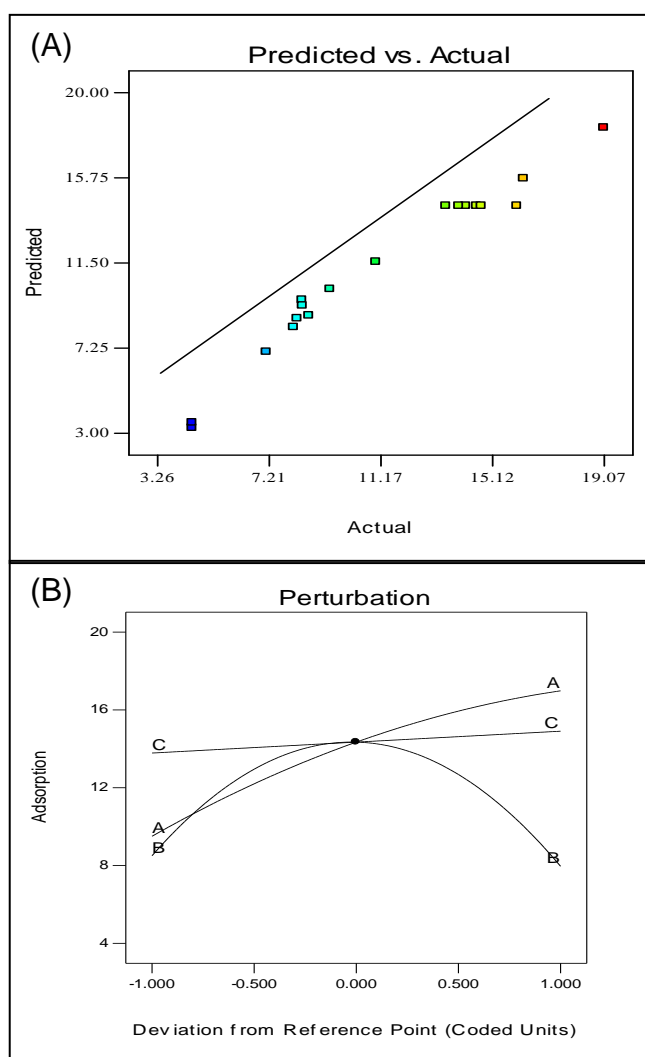 (A)
Predicted vs. Actual
20.00
15.75
11.50
7.25
3.00
Predicted
3.26 7.21 11.17 15.12 19.07
Actual
(B)
Perturbation
20
16
12
8
4
Adsorption
A
C
C
A
B
B
-1.000 -0.500 0.000 0.500 1.000
Deviation from Reference Point (Coded Units)